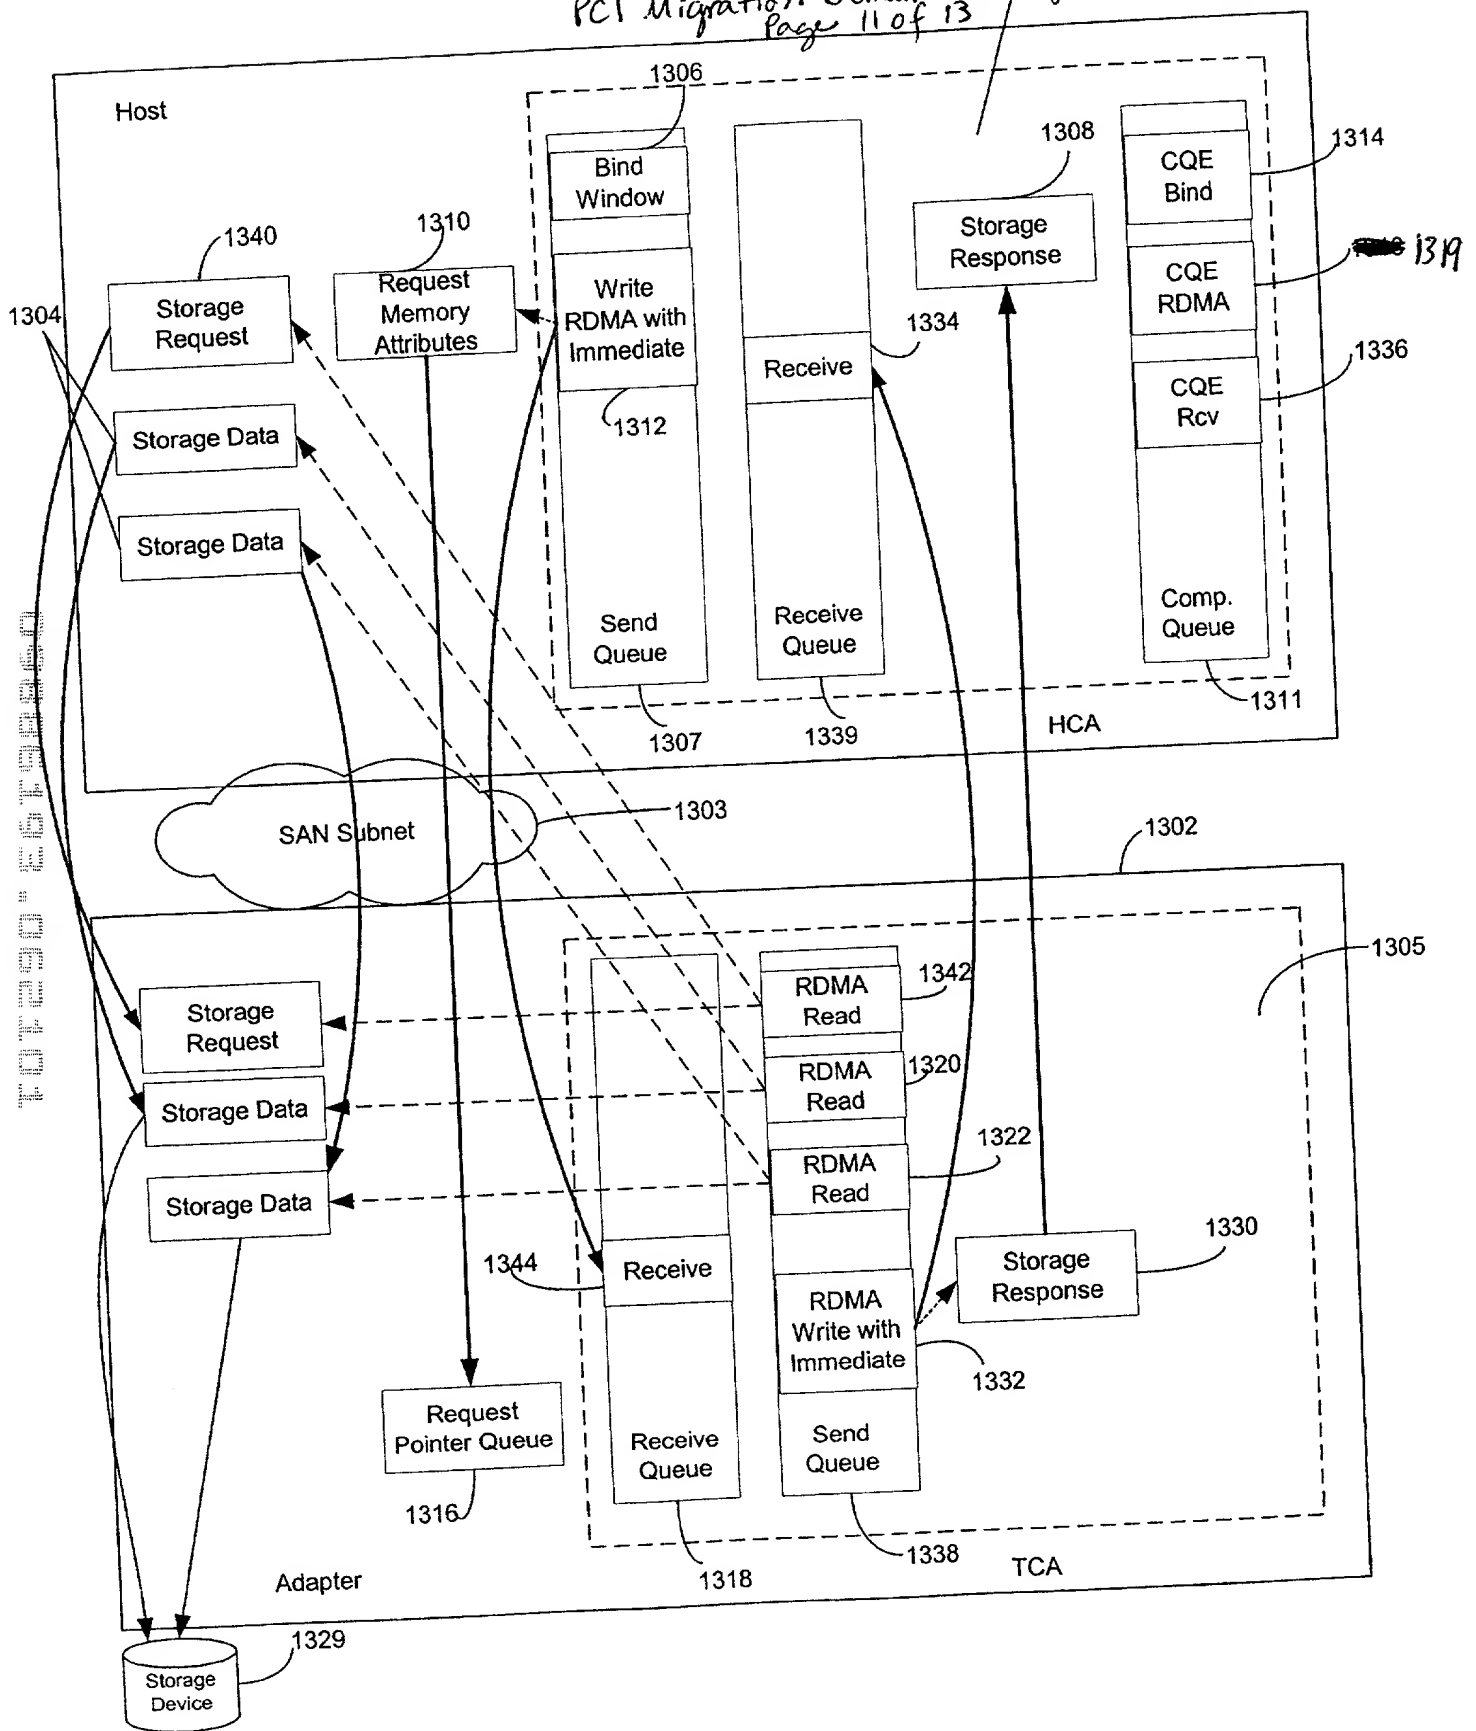 PCT Migration
Page 11 of 13
Host
1306
Bind
Window
1308
1314
CQE
Bind
1340
1310
Storage
Response
1319
CQE
RDMA
1304
Storage
Request
Request
Memory
Attributes
Write
RDMA with
Immediate
1334
1336
Receive
CQE
Rcv
1312
Storage Data
Storage Data
Send
Queue
Receive
Queue
Comp.
Queue
1307
1339
HCA
1311
SAN Subnet
1303
1302
1305
Storage
Request
RDMA
Read
1342
Storage Data
RDMA
Read
1320
Storage Data
RDMA
Read
1322
1344
Receive
Storage
Response
1330
RDMA
Write with
Immediate
1332
Request
Pointer Queue
Receive
Queue
Send
Queue
1316
1318
1338
TCA
Adapter
1329
Storage
Device